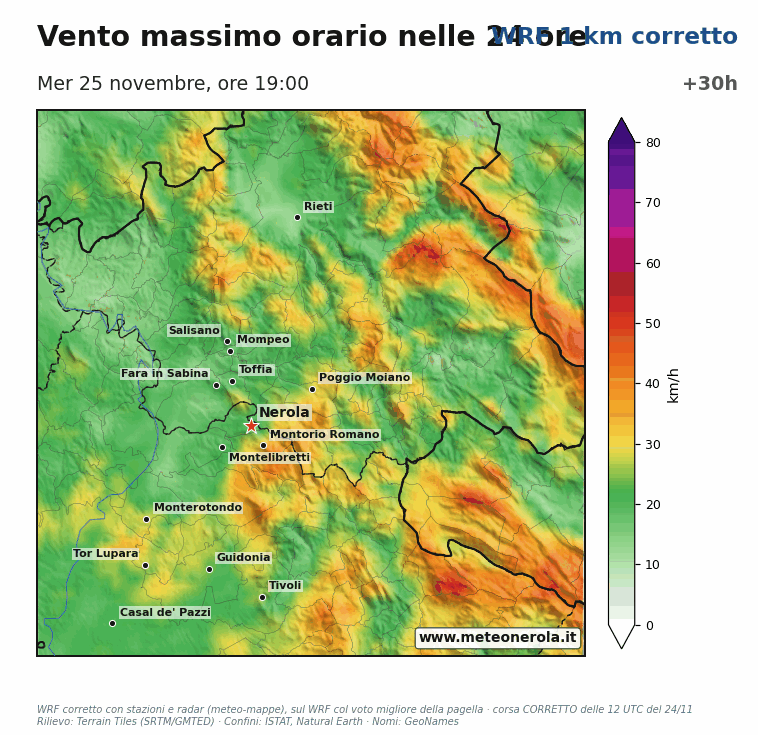 Vento massimo orario nelle 24 ore
WRF 1 km corretto
Mer 25 novembre, ore 19:00
+30h
Rieti
Salisano
Mompeo
Toffia
Fara in Sabina
Poggio Moiano
Nerola
Montorio Romano
Montelibretti
Monterotondo
Tor Lupara
Guidonia
Tivoli
Casal de' Pazzi
www.meteonerola.it
80
70
60
50
40
30
20
10
0
km/h
WRF corretto con stazioni e radar (meteo-mappe), sul WRF col voto migliore della pagella · corsa CORRETTO delle 12 UTC del 24/11
Rilievo: Terrain Tiles (SRTM/GMTED) · Confini: ISTAT, Natural Earth · Nomi: GeoNames